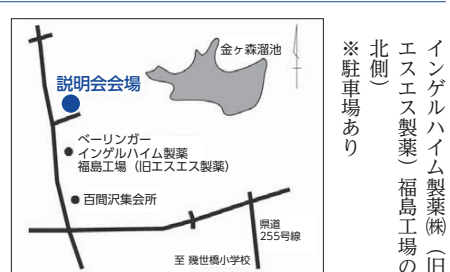 インゲルハイム製薬㈱(旧
エスエス製薬)福島工場の
北側)
※駐車場あり
金ヶ森溜池
説明会会場
ベーリンガー
インゲルハイム製薬
福島工場(旧エスエス製薬)
百間沢集会所
県道
255号線
至 幾世橋小学校